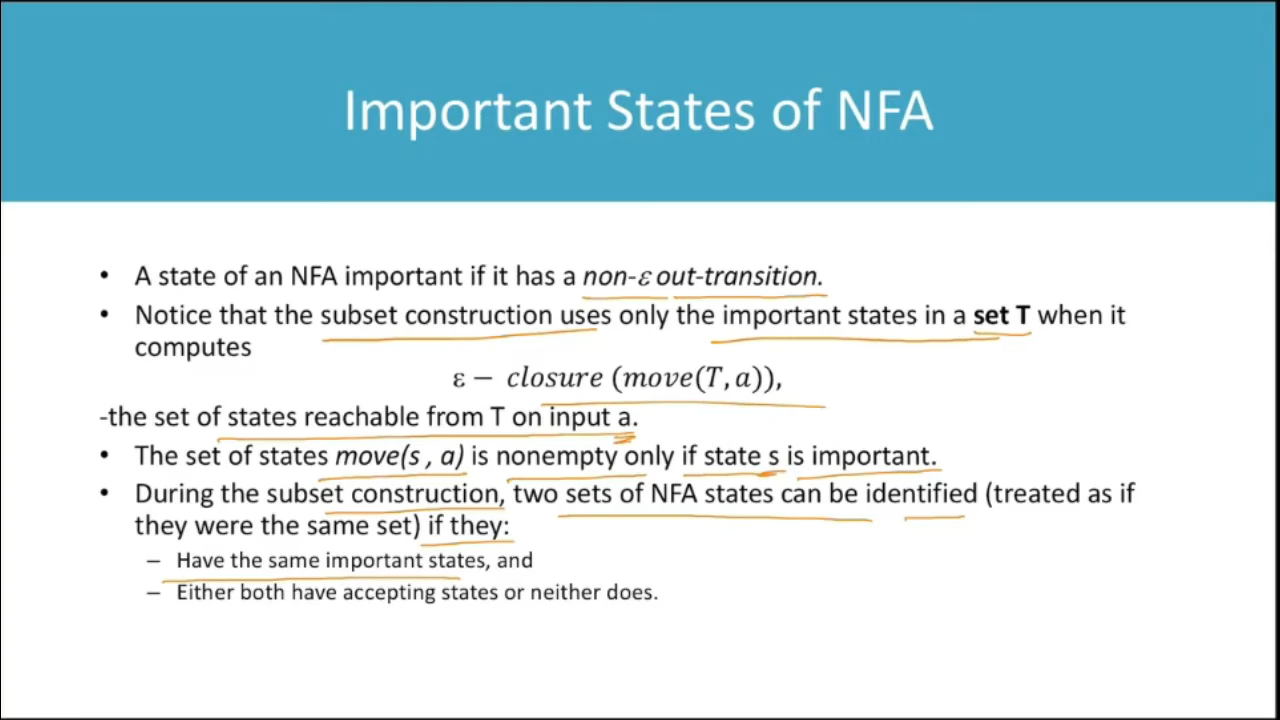 Important States of NFA
• A state of an NFA important if it has a non-ε out-transition.
• Notice that the subset construction uses only the important states in a set T when it
computes
ε − closure (move(T, a)),
-the set of states reachable from T on input a.
• The set of states move(s , a) is nonempty only if state s is important.
• During the subset construction, two sets of NFA states can be identified (treated as if
they were the same set) if they:
– Have the same important states, and
– Either both have accepting states or neither does.